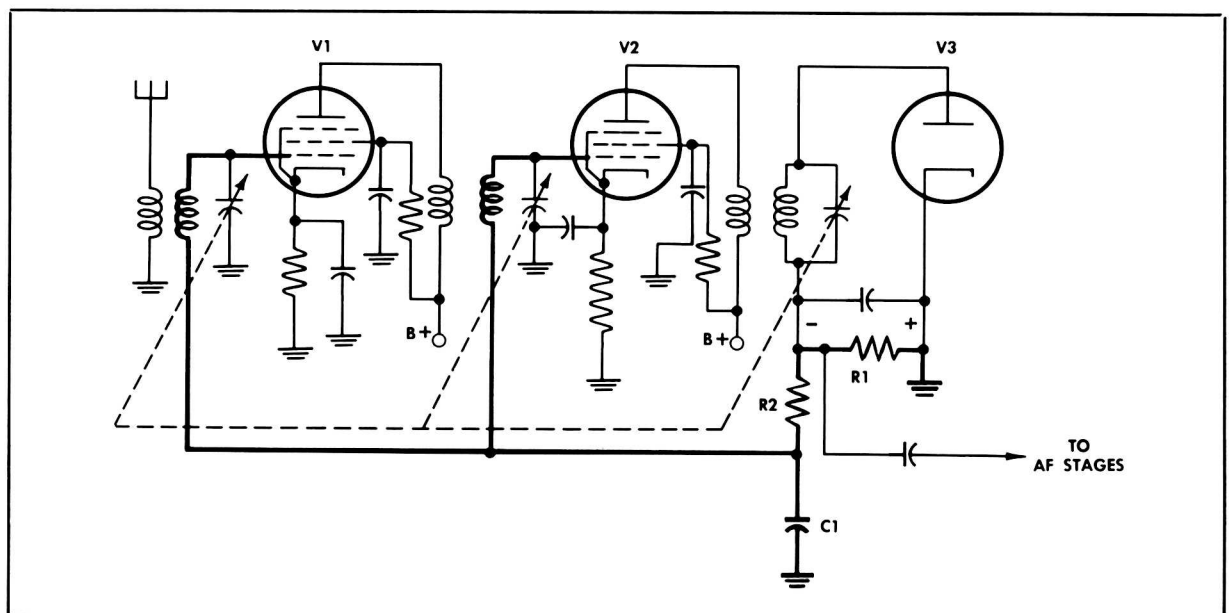 V1
V2
V3
B+
B+
-
+
R1
R2
TO
AF STAGES
C1